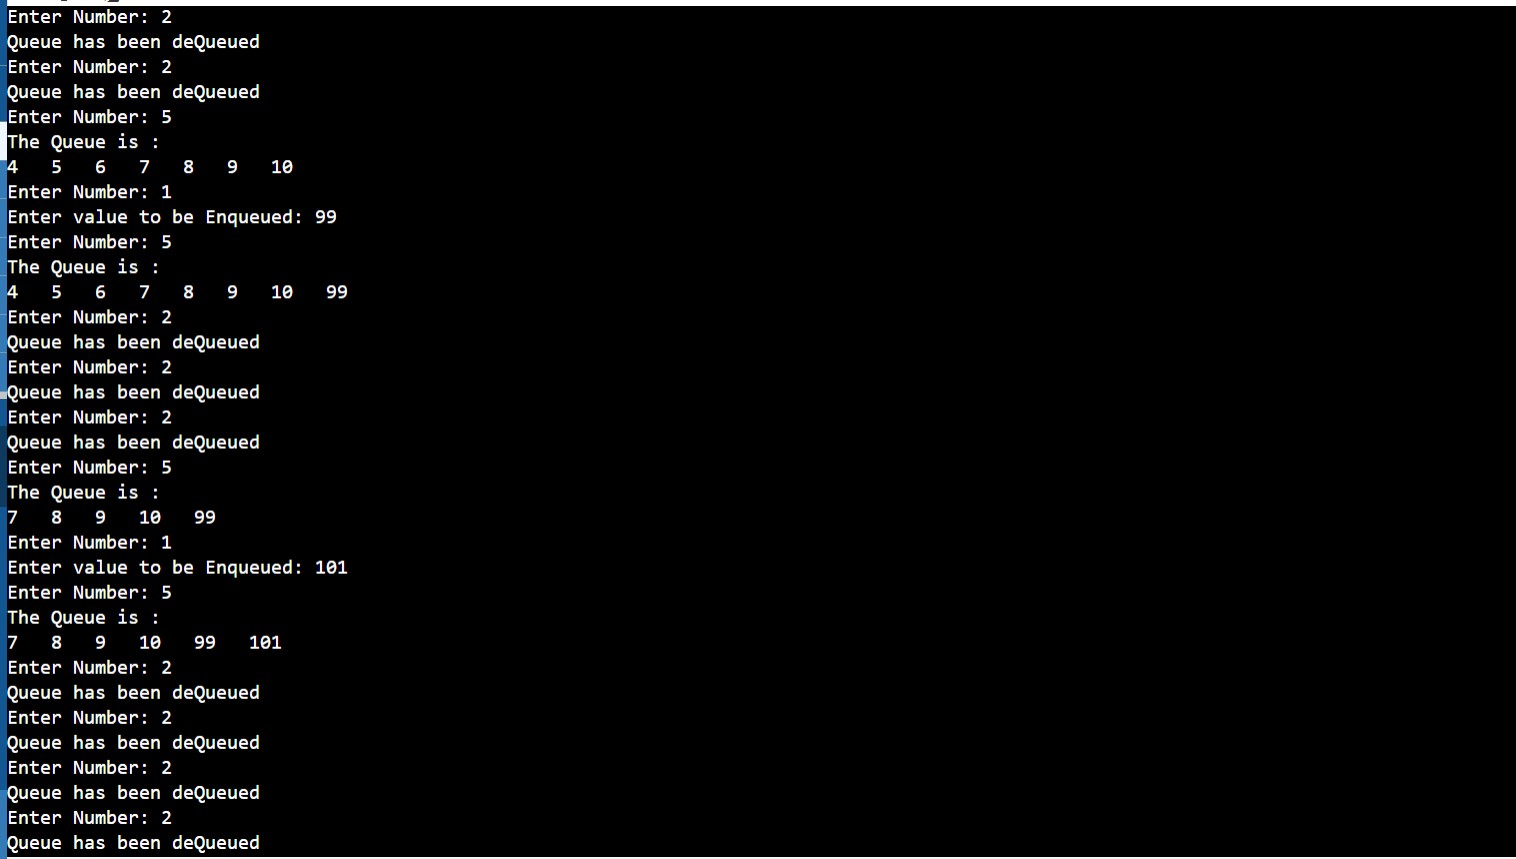 Enter Number: 2
Queue has been deQueued
Enter Number: 2
Queue has been deQueued
Enter Number: 5
The Queue is :
4   5   6   7   8   9   10
Enter Number: 1
Enter value to be Enqueued: 99
Enter Number: 5
The Queue is :
4   5   6   7   8   9   10   99
Enter Number: 2
Queue has been deQueued
Enter Number: 2
Queue has been deQueued
Enter Number: 2
Queue has been deQueued
Enter Number: 5
The Queue is :
7   8   9   10   99
Enter Number: 1
Enter value to be Enqueued: 101
Enter Number: 5
The Queue is :
7   8   9   10   99   101
Enter Number: 2
Queue has been deQueued
Enter Number: 2
Queue has been deQueued
Enter Number: 2
Queue has been deQueued
Enter Number: 2
Queue has been deQueued